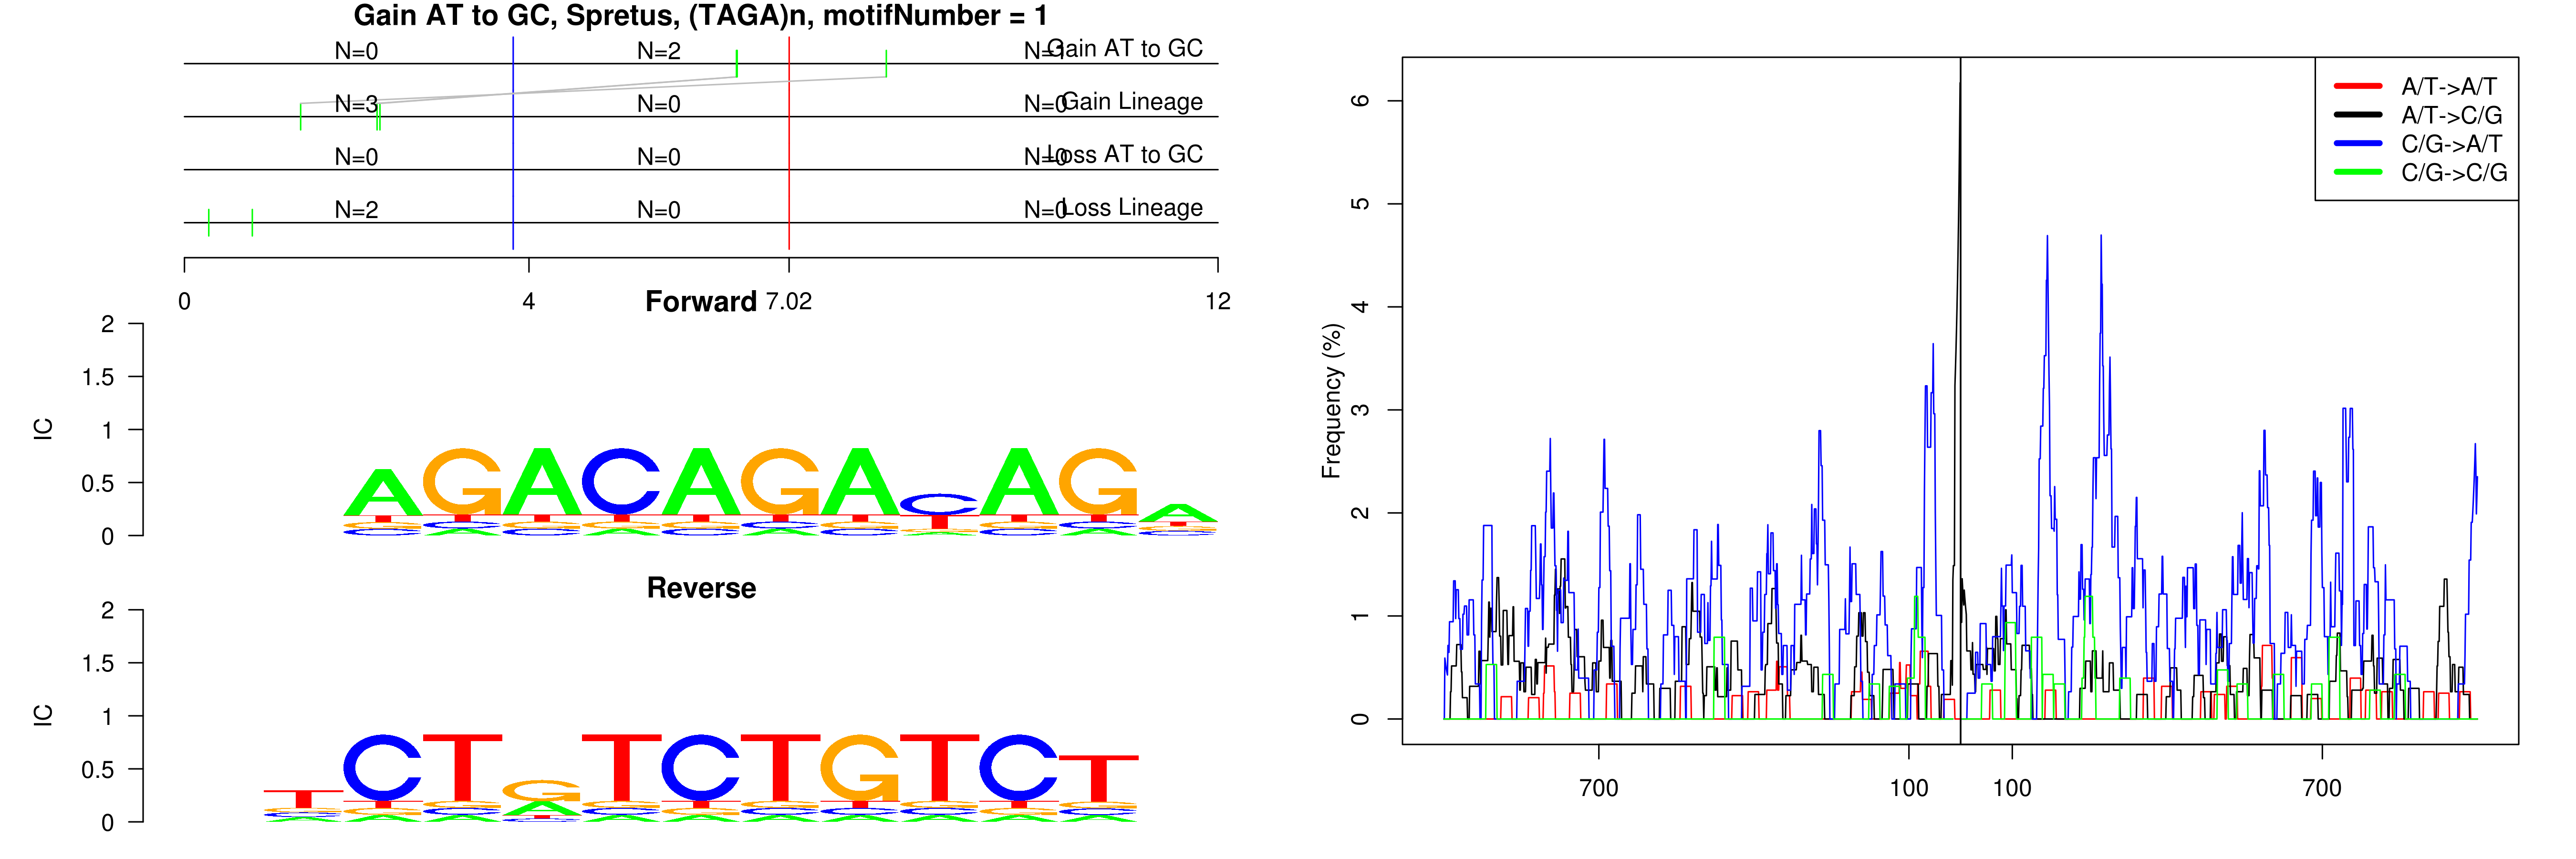 Gain AT to GC, Spretus, (TAGA)n, motifNumber = 1
N=0 N=2 N=1 Gain AT to GC
N=3 N=0 N=0 Gain Lineage
N=0 N=0 N=0 Loss AT to GC
N=2 N=0 N=0 Loss Lineage
0 4 7.02 12
Forward
2
1.5
1
0.5
0
IC
AGACAGACAGA
Reverse
2
1.5
1
0.5
0
IC
TCTGTCTGTCT
6
5
4
3
2
1
0
Frequency (%)
A/T->A/T
A/T->C/G
C/G->A/T
C/G->C/G
700 100 100 700